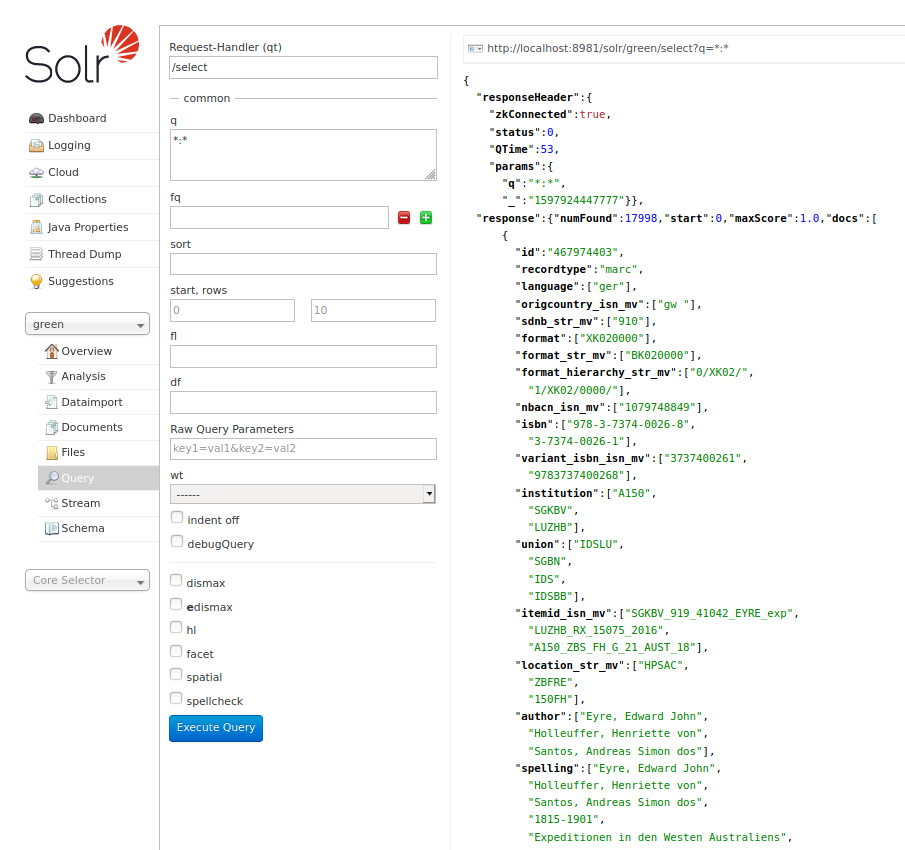 Solr
Dashboard
Logging
Cloud
Collections
Java Properties
Thread Dump
Suggestions
green
Overview
Analysis
Dataimport
Documents
Files
Query
Stream
Schema
Core Selector
Request-Handler (qt)
/select
common
q
*:*
fq
sort
start, rows
0 10
fl
df
Raw Query Parameters
key1=val1&key2=val2
wt
------
indent off
debugQuery
dismax
edismax
hl
facet
spatial
spellcheck
Execute Query
http://localhost:8981/solr/green/select?q=*:*
{
"responseHeader":{
"zkConnected":true,
"status":0,
"QTime":53,
"params":{
"q":"*:*",
"_":"1597924447777"}},
"response":{"numFound":17998,"start":0,"maxScore":1.0,"docs":[
{
"id":"467974403",
"recordtype":"marc",
"language":["ger"],
"origcountry_isn_mv":["gw "],
"sdnb_str_mv":["910"],
"format":["XK020000"],
"format_str_mv":["BK020000"],
"format_hierarchy_str_mv":["0/XK02/",
"1/XK02/0000/"],
"nbacn_isn_mv":["1079748849"],
"isbn":["978-3-7374-0026-8",
"3-7374-0026-1"],
"variant_isbn_isn_mv":["3737400261",
"9783737400268"],
"institution":["A150",
"SGKBV",
"LUZHB"],
"union":["IDSLU",
"SGBN",
"IDS",
"IDSBB"],
"itemid_isn_mv":["SGKBV_919_41042_EYRE_exp",
"LUZHB_RX_15075_2016",
"A150_ZBS_FH_G_21_AUST_18"],
"location_str_mv":["HPSAC",
"ZBFRE",
"150FH"],
"author":["Eyre, Edward John",
"Holleuffer, Henriette von",
"Santos, Andreas Simon dos"],
"spelling":["Eyre, Edward John",
"Holleuffer, Henriette von",
"Santos, Andreas Simon dos",
"1815-1901",
"Expeditionen in den Westen Australiens",